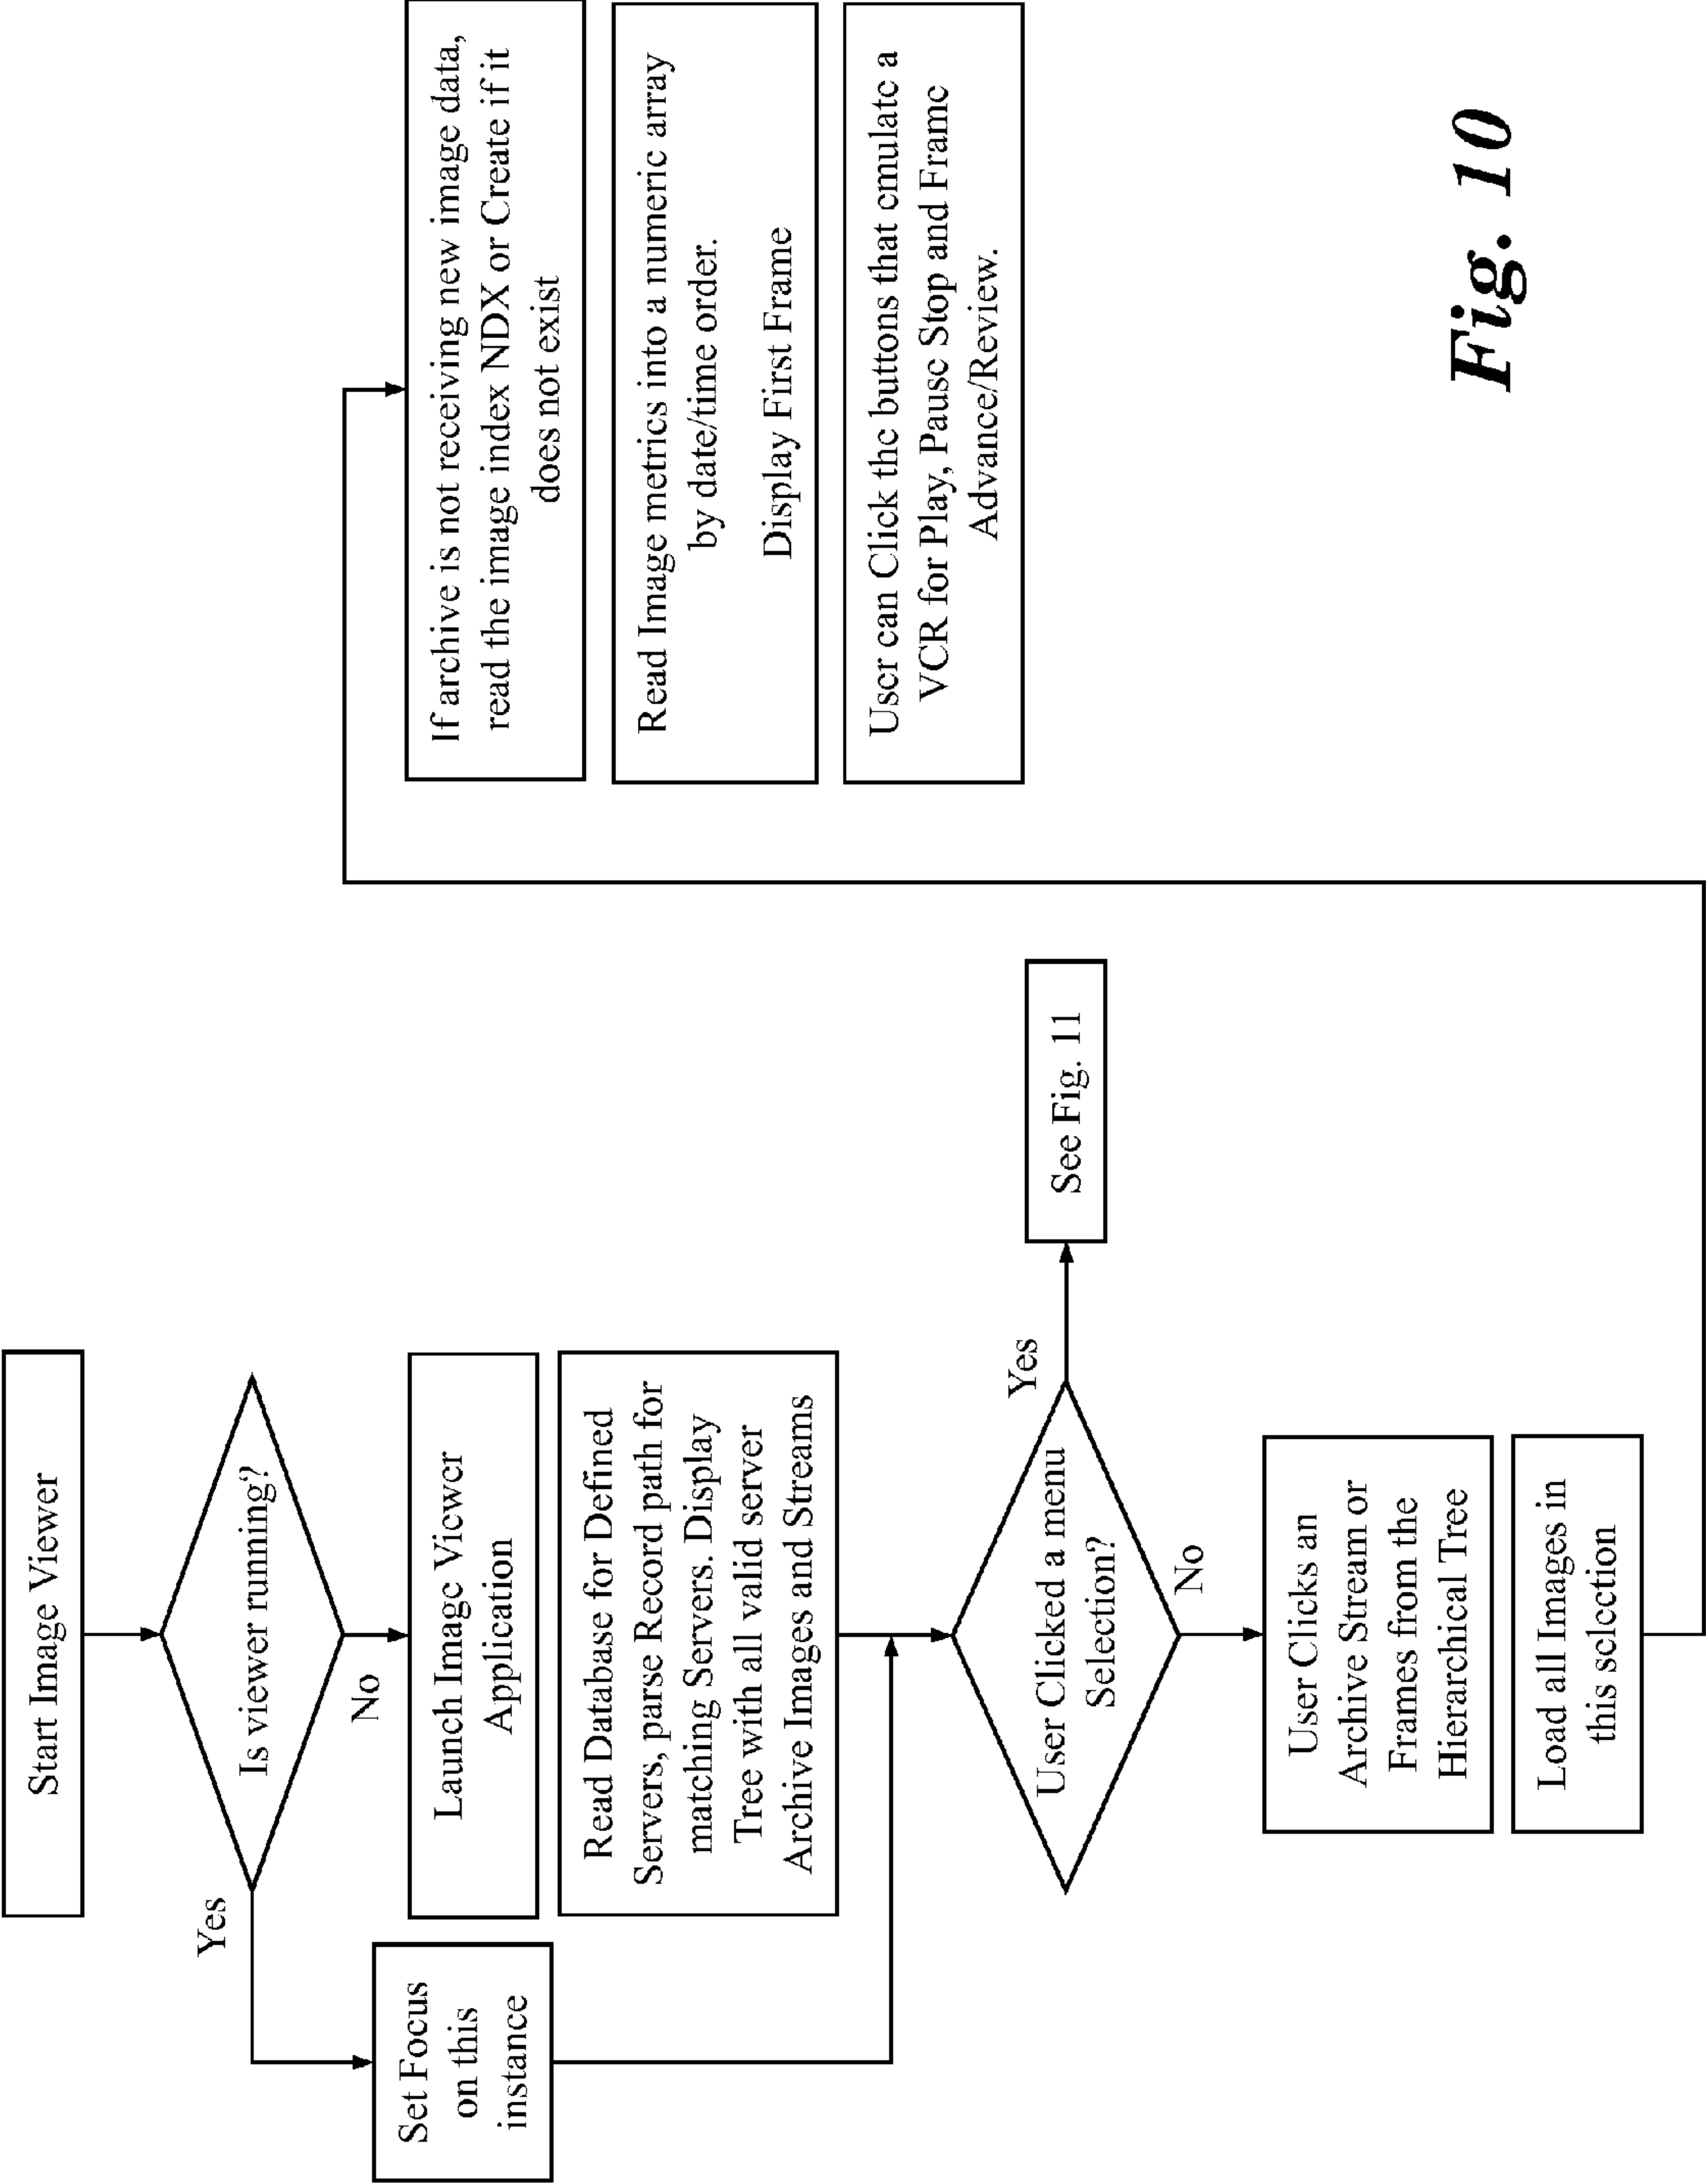 Start Image Viewer
Is viewer running?
Yes
No
Set Focus
on this
instance
Launch Image Viewer
Application
Read Database for Defined
Servers, parse Record path for
matching Servers. Display
Tree with all valid server
Archive Images and Streams
User Clicked a menu
Selection?
Yes
See Fig. 11
No
User Clicks an
Archive Stream or
Frames from the
Hierarchical Tree
Load all Images in
this selection
If archive is not receiving new image data,
read the image index NDX or Create if it
does not exist
Read Image metrics into a numeric array
by date/time order.
Display First Frame
User can Click the buttons that emulate a
VCR for Play, Pause Stop and Frame
Advance/Review.
Fig. 10